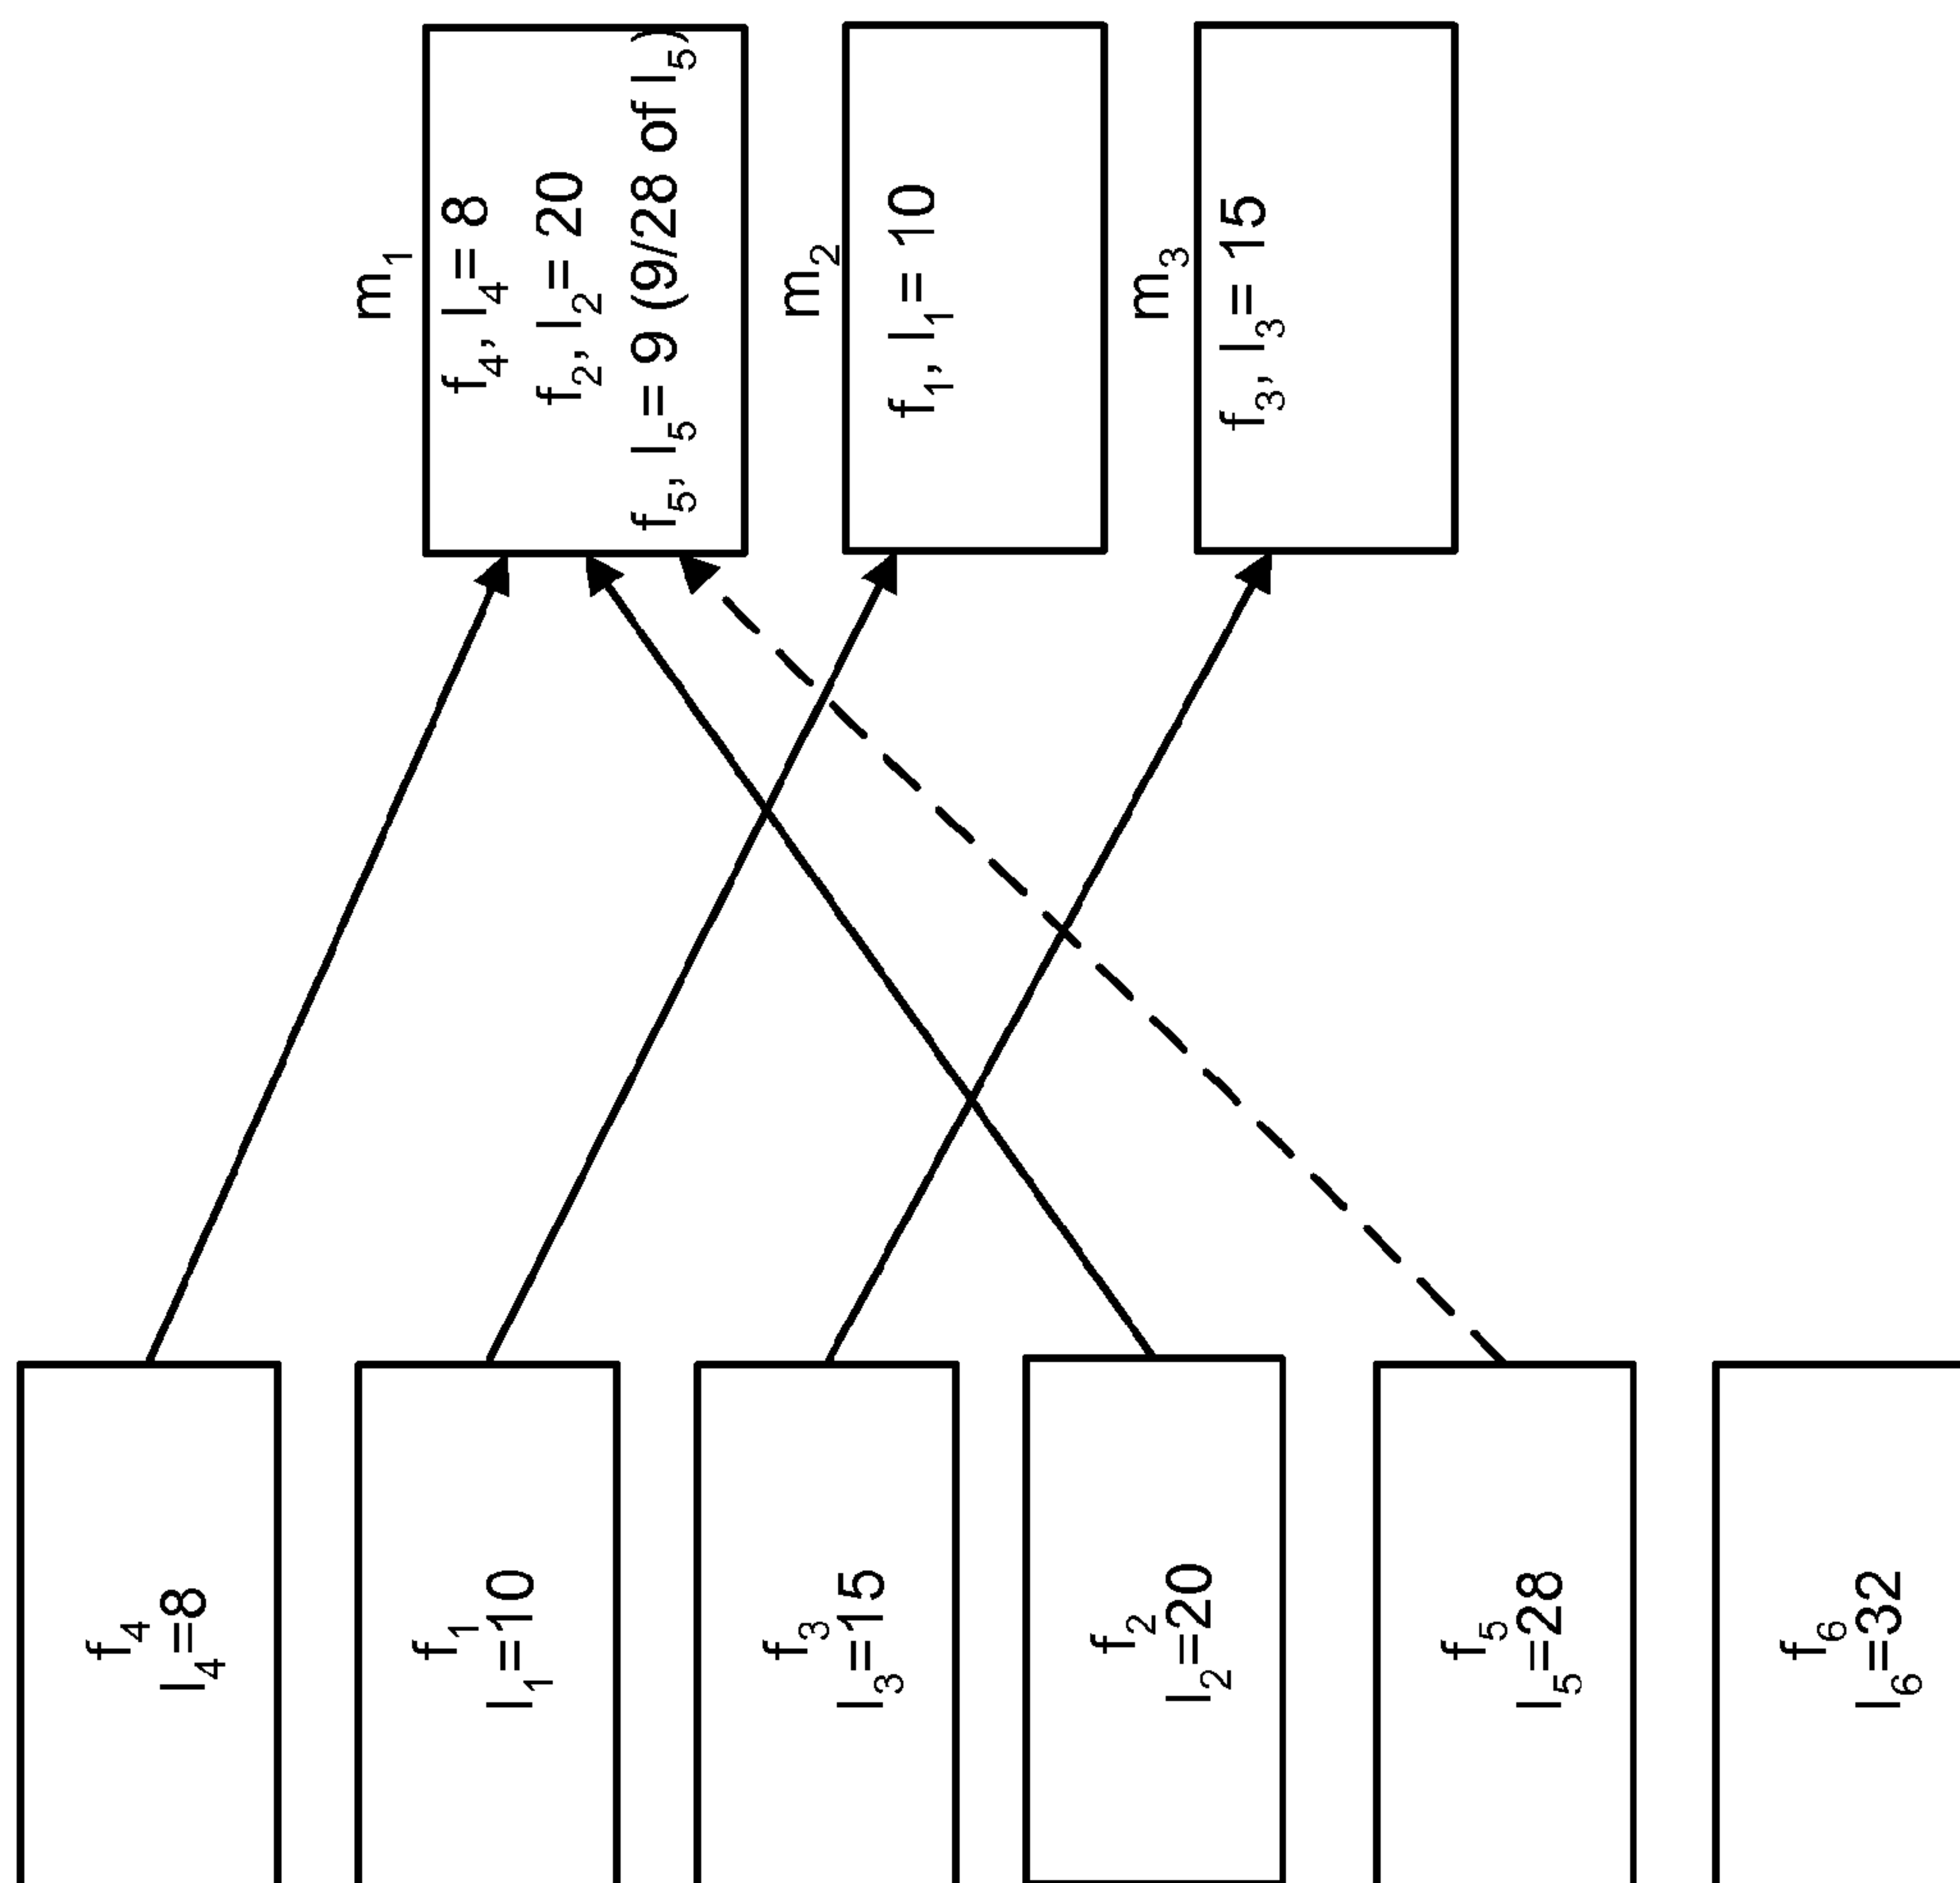 m1
f4, l4 = 8
f2, l2 = 20
f5, l5 = 9 (9/28 of l5)
m2
f1, l1 = 10
m3
f3, l3 = 15
f4
l4=8
f1
l1=10
f3
l3=15
f2
l2=20
f5
l5=28
f6
l6=32